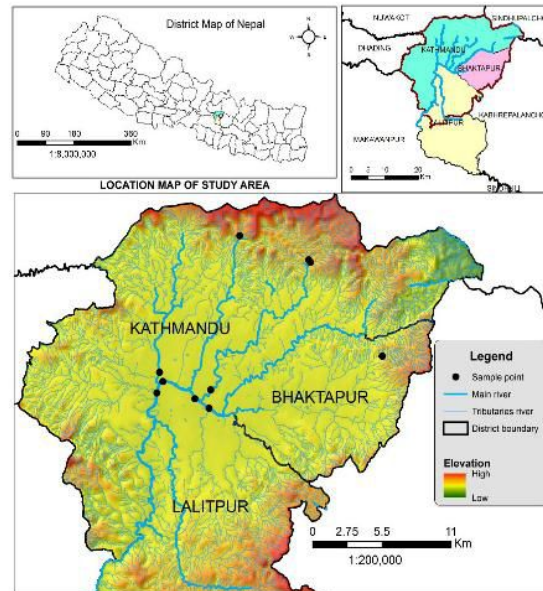 District Map of Nepal
N
0 90 180 360
Km
1:8,000,000
NUWAKOT
DHADING
KATHMANDU
BHAKTAPUR
LALITPUR
MAKAWANPUR
0 5 10 20
Km
LOCATION MAP OF STUDY AREA
KATHMANDU
BHAKTAPUR
LALITPUR
Legend
Sample point
Main river
Tributaries river
District boundary
Elevation
High
Low
0 2.75 5.5 11
Km
1:200,000